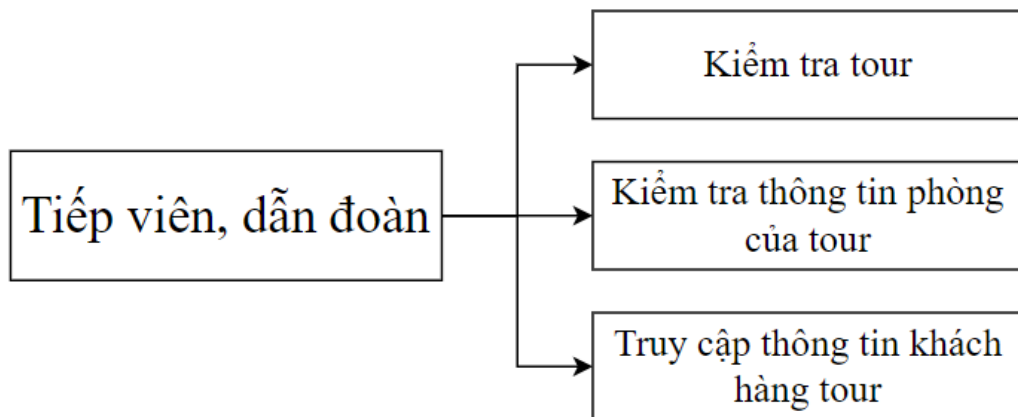 Tiếp viên, dẫn đoàn
Kiểm tra tour
Kiểm tra thông tin phòng
của tour
Truy cập thông tin khách
hàng tour